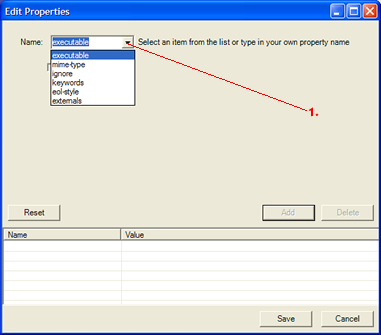 Edit Properties
Name: executable Select an item from the list or type in your own property name
executable
mime-type
ignore
keywords
eol-style
externals
1.
Reset Add Delete
Name Value
Save Cancel